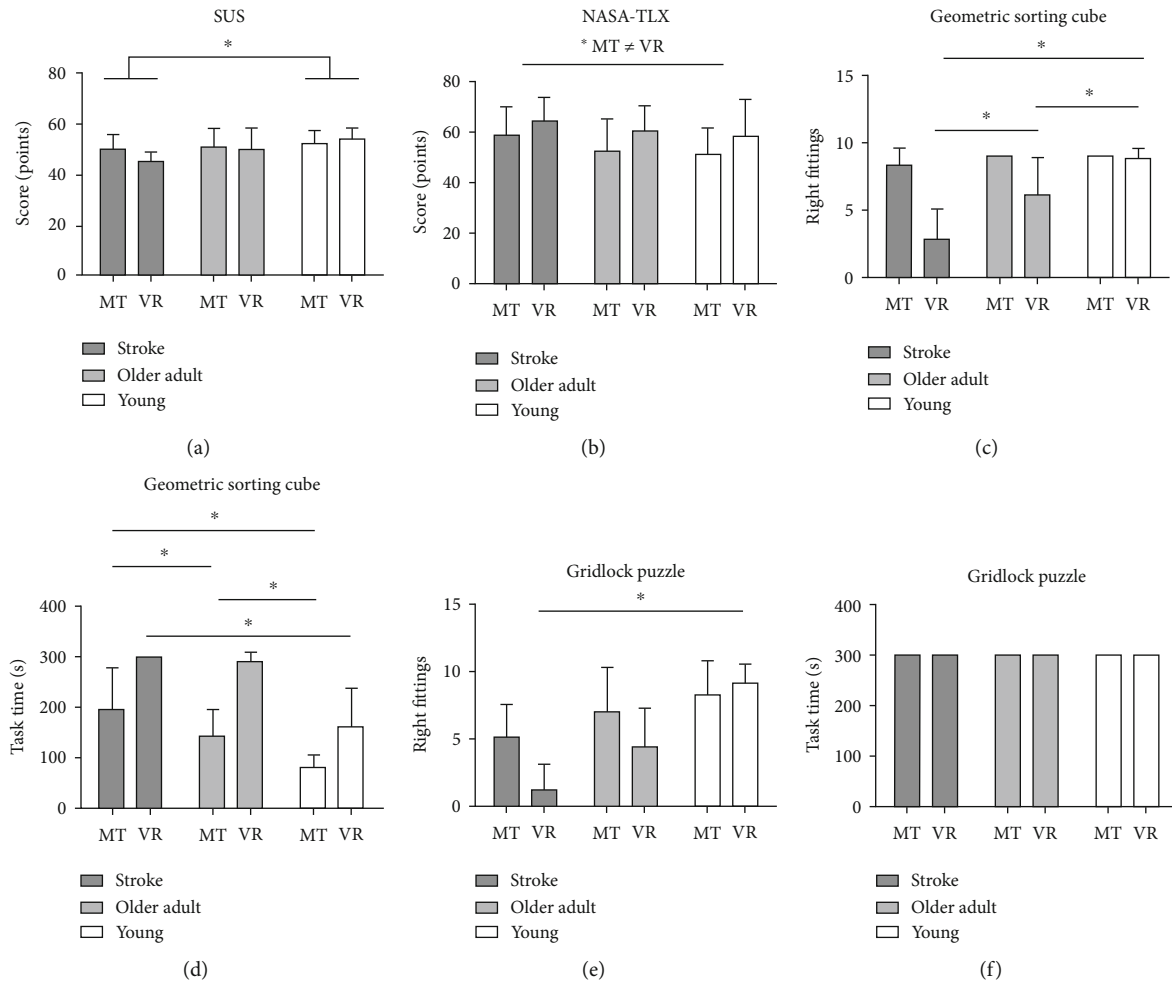 SUS
*
80
60
40
20
0
Score (points)
MT VR MT VR MT VR
Stroke
Older adult
Young
(a)
NASA-TLX
* MT ≠ VR
80
60
40
20
0
Score (points)
MT VR MT VR MT VR
Stroke
Older adult
Young
(b)
Geometric sorting cube
*
*
*
15
10
5
0
Right fittings
MT VR MT VR MT VR
Stroke
Older adult
Young
(c)
Geometric sorting cube
*
*
*
*
400
300
200
100
0
Task time (s)
MT VR MT VR MT VR
Stroke
Older adult
Young
(d)
Gridlock puzzle
*
15
10
5
0
Right fittings
MT VR MT VR MT VR
Stroke
Older adult
Young
(e)
Gridlock puzzle
400
300
200
100
0
Task time (s)
MT VR MT VR MT VR
Stroke
Older adult
Young
(f)